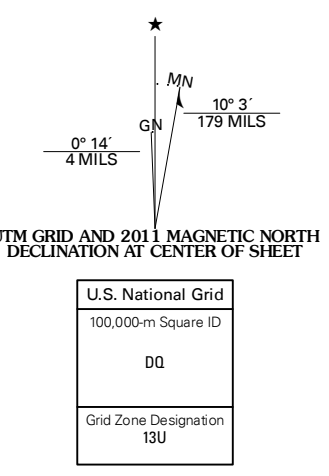 ★
MN
GN
10° 3´
179 MILS
0° 14´
4 MILS
UTM GRID AND 2011 MAGNETIC NORTH
DECLINATION AT CENTER OF SHEET
U.S. National Grid
100,000-m Square ID
DQ
Grid Zone Designation
13U